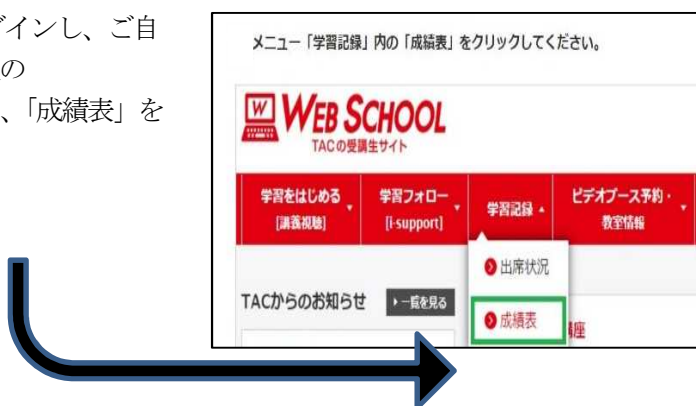 グインし、ご自
の
、「成績表」を
メニュー「学習記録」内の「成績表」をクリックしてください。
W WEB SCHOOL
TACの受講生サイト
学習をはじめる
[講義視聴]
学習フォロー
[i-support]
学習記録
ビデオブース予約・
教室情報
出席状況
TACからのお知らせ
一覧を見る
成績表
座